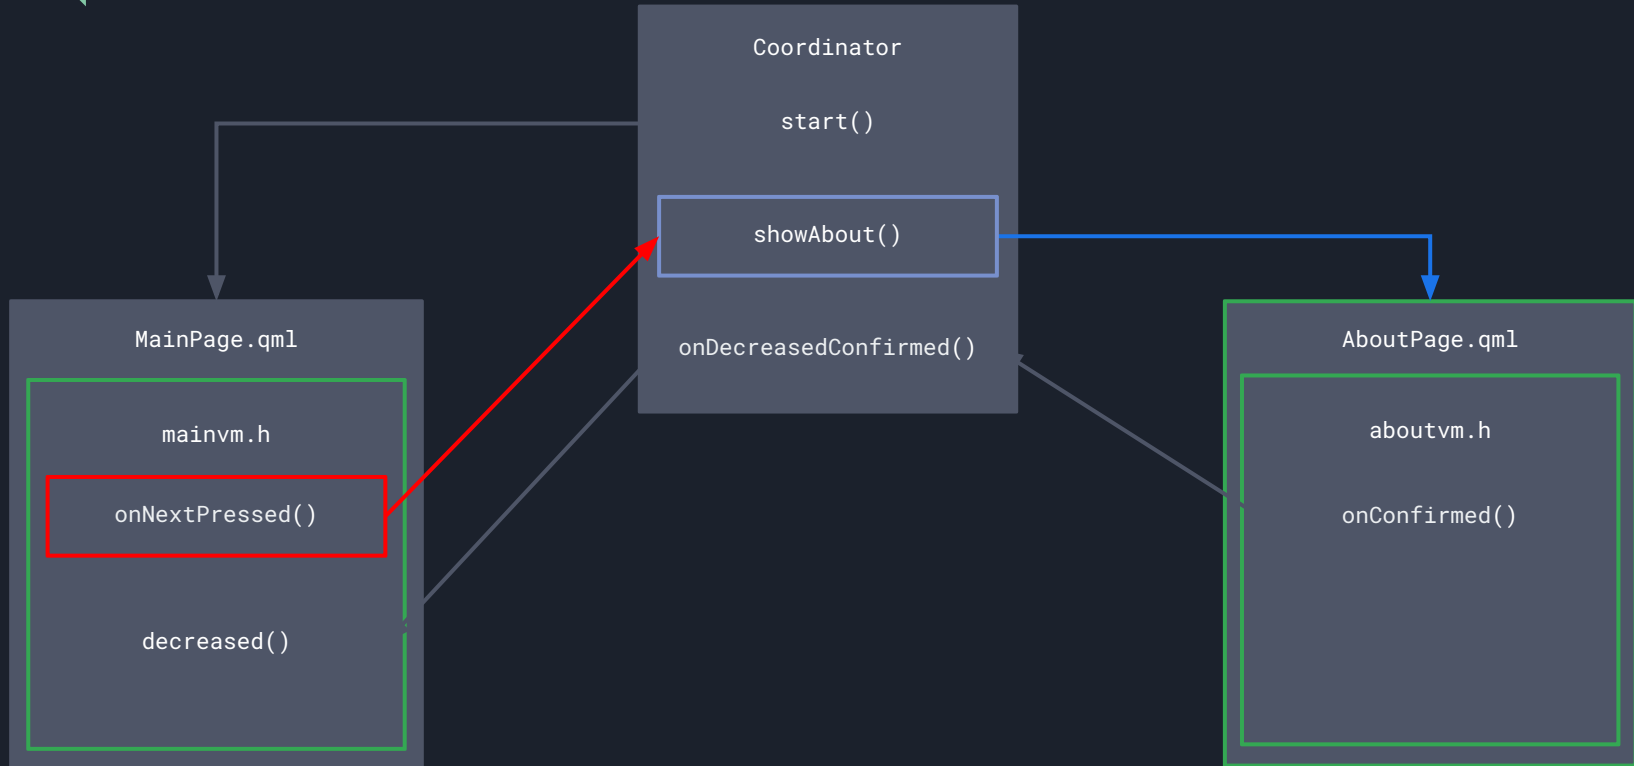 Coordinator
start()
showAbout()
onDecreasedConfirmed()
MainPage.qml
mainvm.h
onNextPressed()
decreased()
AboutPage.qml
aboutvm.h
onConfirmed()